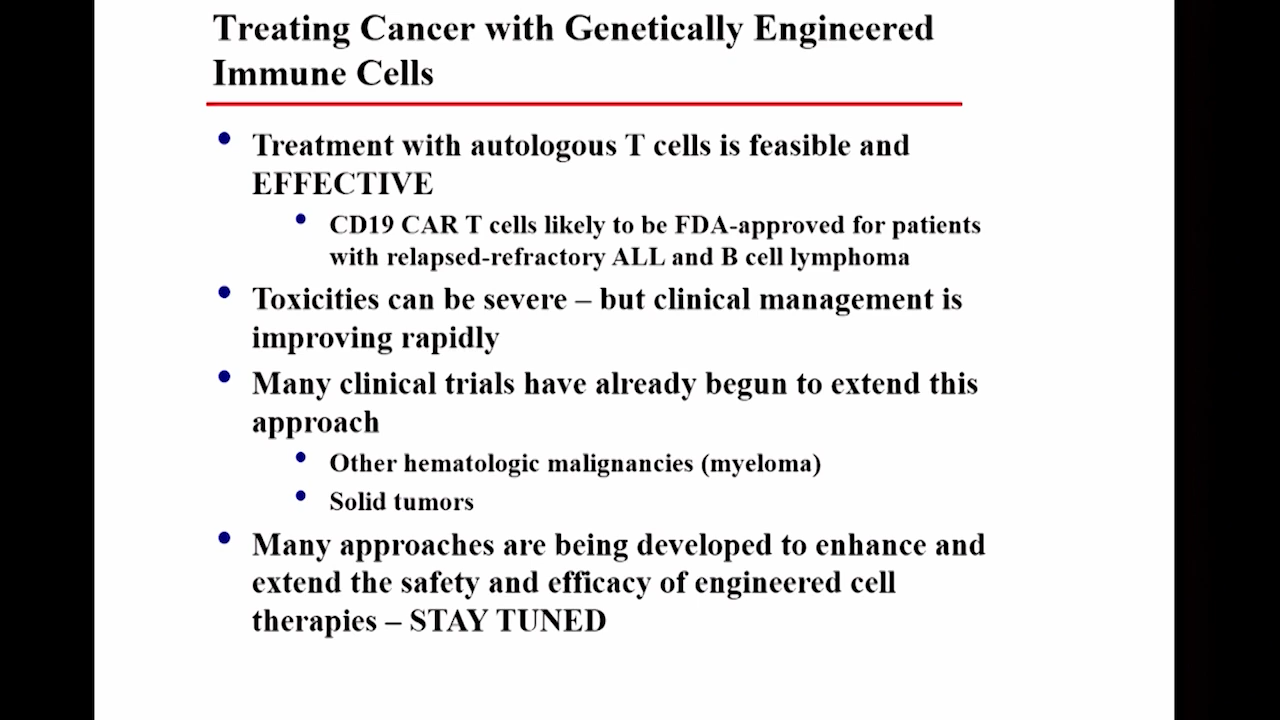 Treating Cancer with Genetically Engineered
Immune Cells
• Treatment with autologous T cells is feasible and
EFFECTIVE
• CD19 CAR T cells likely to be FDA-approved for patients
with relapsed-refractory ALL and B cell lymphoma
• Toxicities can be severe – but clinical management is
improving rapidly
• Many clinical trials have already begun to extend this
approach
• Other hematologic malignancies (myeloma)
• Solid tumors
• Many approaches are being developed to enhance and
extend the safety and efficacy of engineered cell
therapies – STAY TUNED